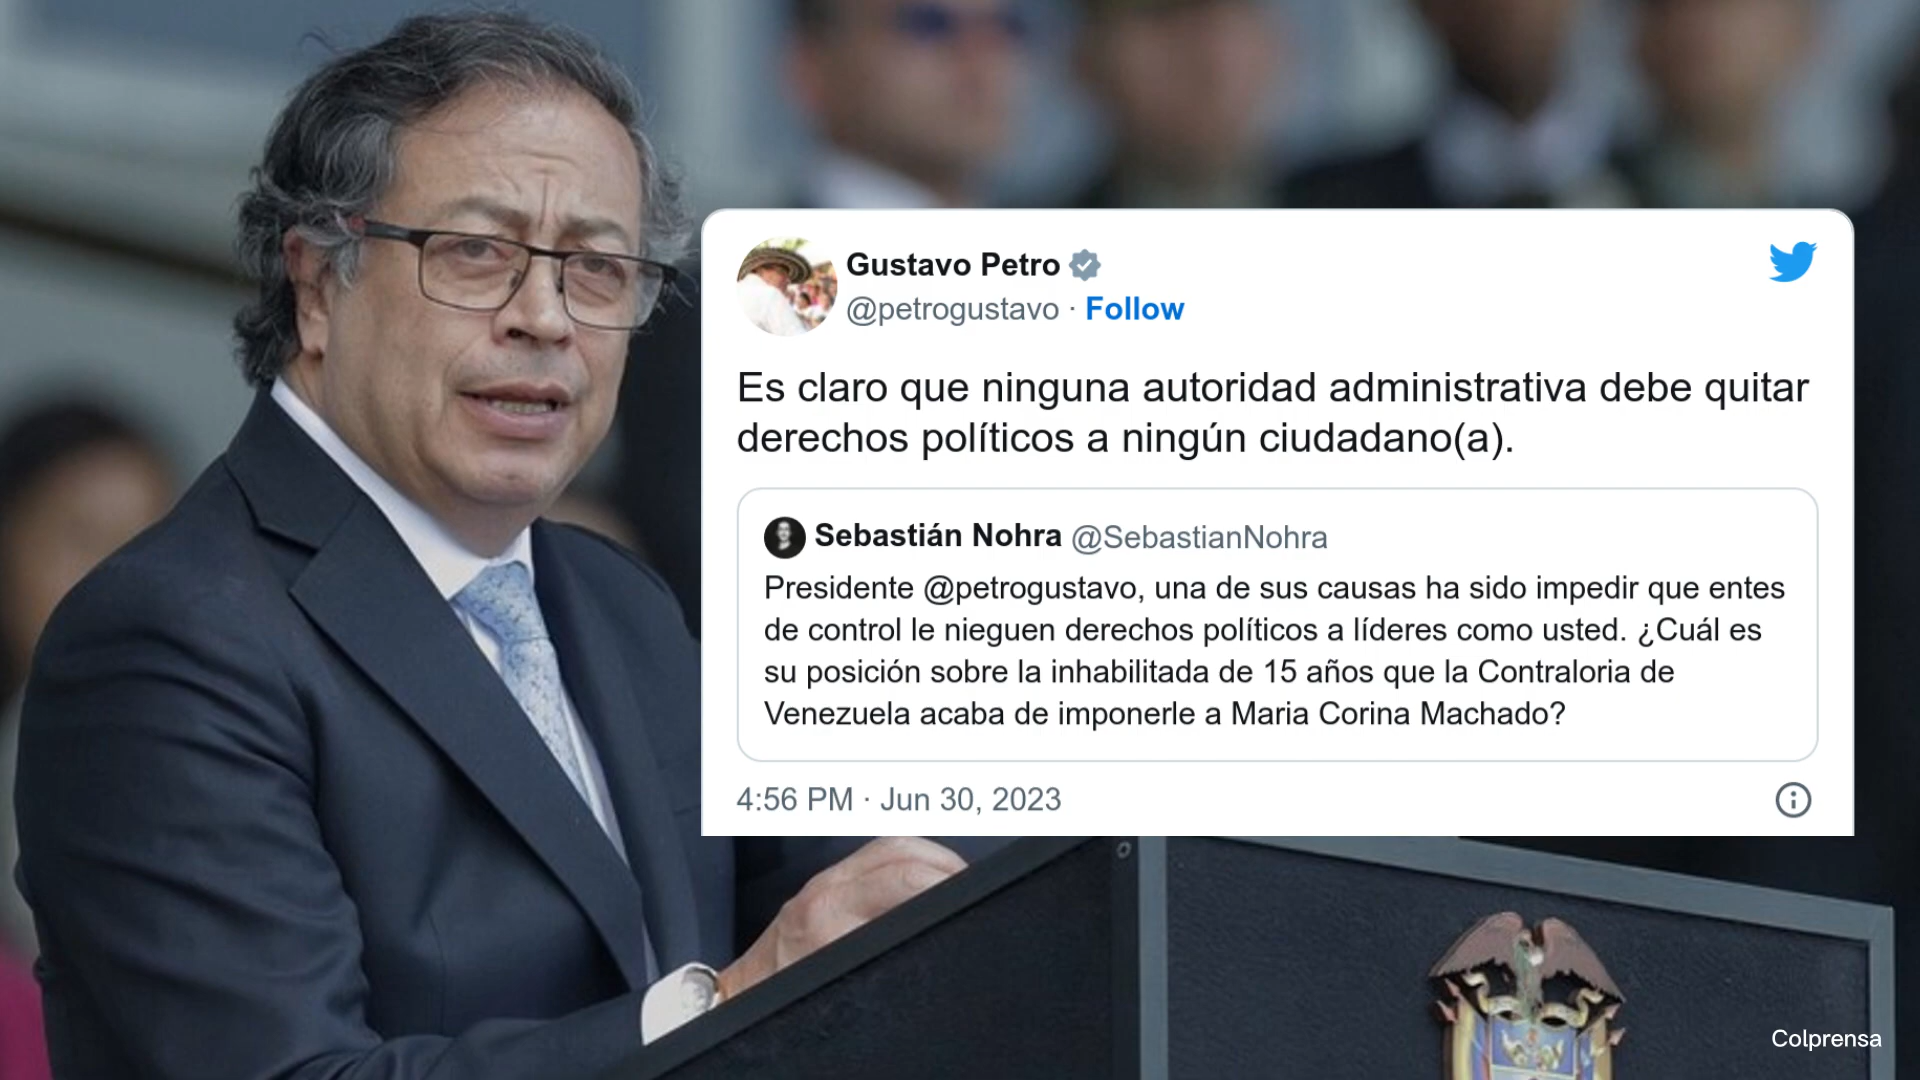 Gustavo Petro
@petrogustavo · Follow
Es claro que ninguna autoridad administrativa debe quitar
derechos políticos a ningún ciudadano(a).
Sebastián Nohra @SebastianNohra
Presidente @petrogustavo, una de sus causas ha sido impedir que entes
de control le nieguen derechos políticos a líderes como usted. ¿Cuál es
su posición sobre la inhabilitada de 15 años que la Contraloria de
Venezuela acaba de imponerle a Maria Corina Machado?
4:56 PM · Jun 30, 2023
Colprensa